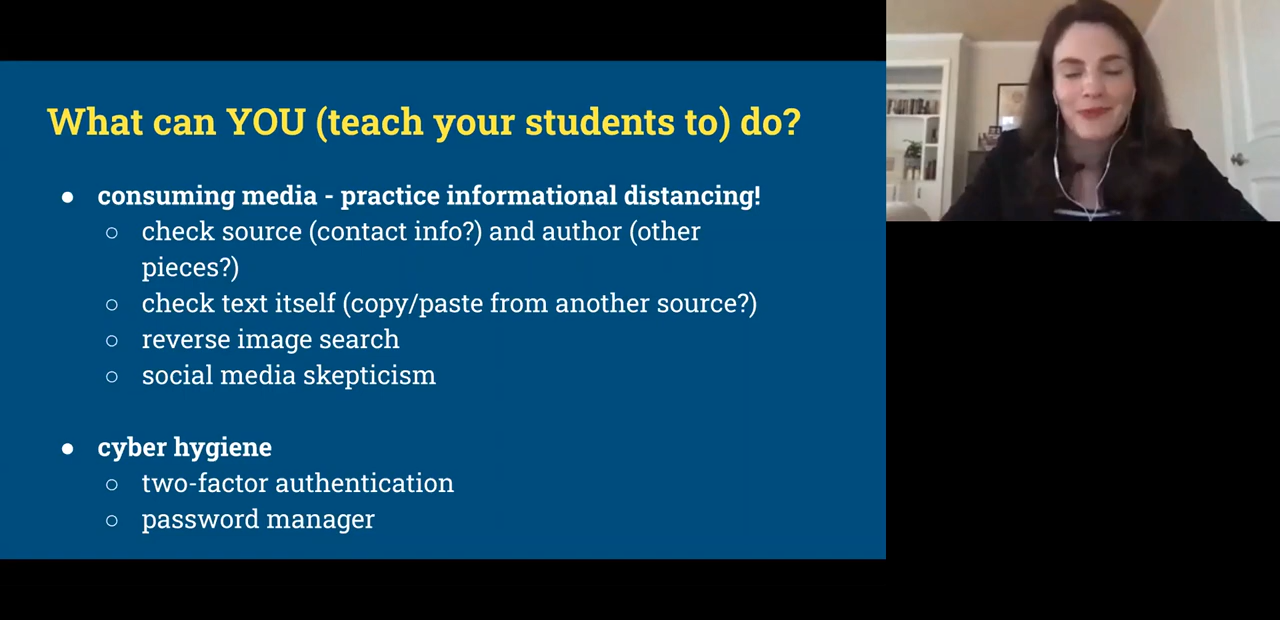 What can YOU (teach your students to) do?
● consuming media - practice informational distancing!
○ check source (contact info?) and author (other
pieces?)
○ check text itself (copy/paste from another source?)
○ reverse image search
○ social media skepticism
● cyber hygiene
○ two-factor authentication
○ password manager